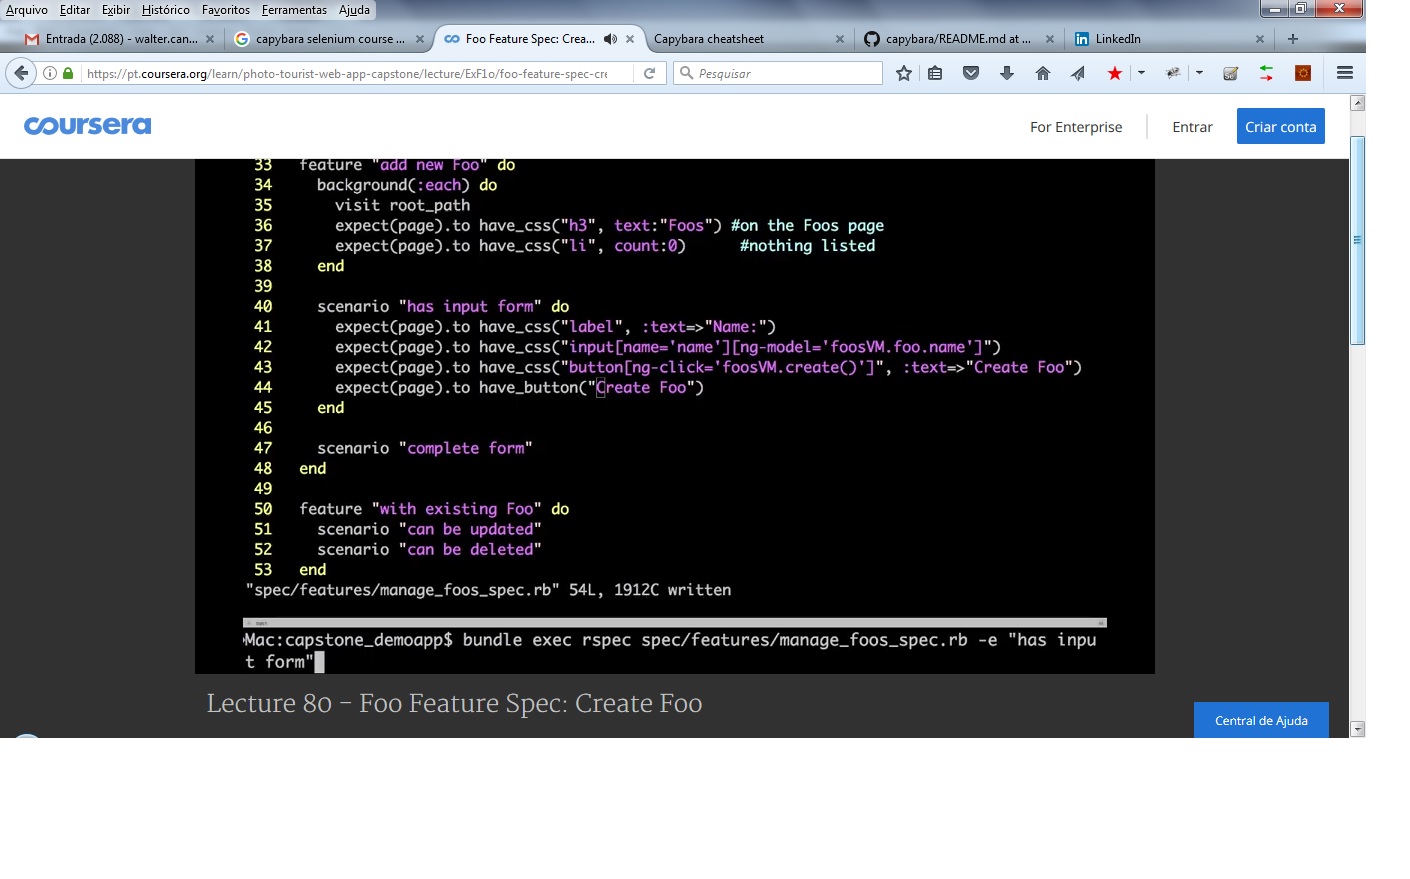 Arquivo Editar Exibir Histórico Favoritos Ferramentas Ajuda
Entrada (2.088) - walter.can... capybara selenium course ... Foo Feature Spec: Crea... Capybara cheatsheet capybara/README.md at ... LinkedIn
https://pt.coursera.org/learn/photo-tourist-web-app-capstone/lecture/ExF1o/foo-feature-spec-cre Pesquisar
coursera For Enterprise Entrar Criar conta
33 feature "add new Foo" do
34 background(:each) do
35 visit root_path
36 expect(page).to have_css("h3", text:"Foos") #on the Foos page
37 expect(page).to have_css("li", count:0) #nothing listed
38 end
39
40 scenario "has input form" do
41 expect(page).to have_css("label", :text=>"Name:")
42 expect(page).to have_css("input[name='name'][ng-model='foosVM.foo.name']")
43 expect(page).to have_css("button[ng-click='foosVM.create()']", :text=>"Create Foo")
44 expect(page).to have_button("Create Foo")
45 end
46
47 scenario "complete form"
48 end
49
50 feature "with existing Foo" do
51 scenario "can be updated"
52 scenario "can be deleted"
53 end
"spec/features/manage_foos_spec.rb" 54L, 1912C written
Mac:capstone_demoapp$ bundle exec rspec spec/features/manage_foos_spec.rb -e "has inpu
t form"
Lecture 80 - Foo Feature Spec: Create Foo
Central de Ajuda